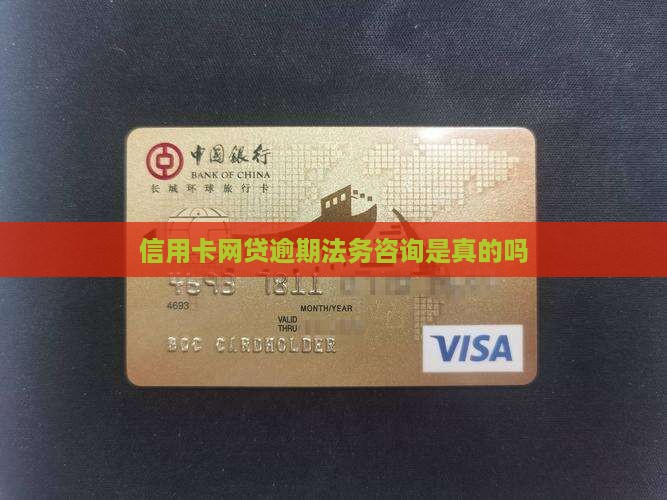 中国银行
BANK OF CHINA
长城环球旅行卡
信用卡网贷逾期法务咨询是真的吗
4693
MONTH/YEAR
VALID
THRU
BOC CARDHOLDER
VISA